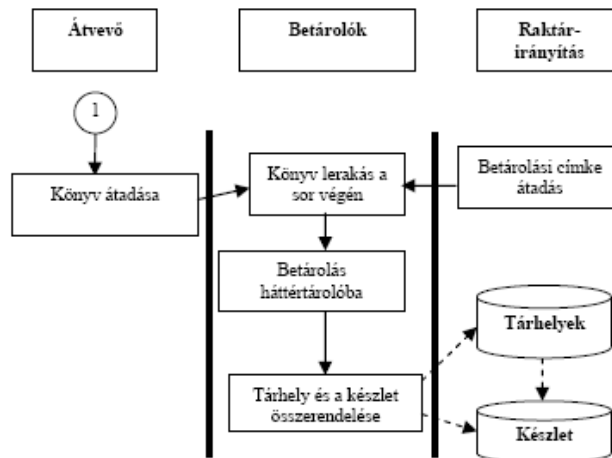 Átvevő
Betárolók
Raktár-
irányítás
1
Könyv átadása
Könyv lerakás a
sor végén
Betárolási címke
átadás
Betárolás
háttértárolóba
Tárhelyek
Tárhely és a készlet
összerendelése
Készlet